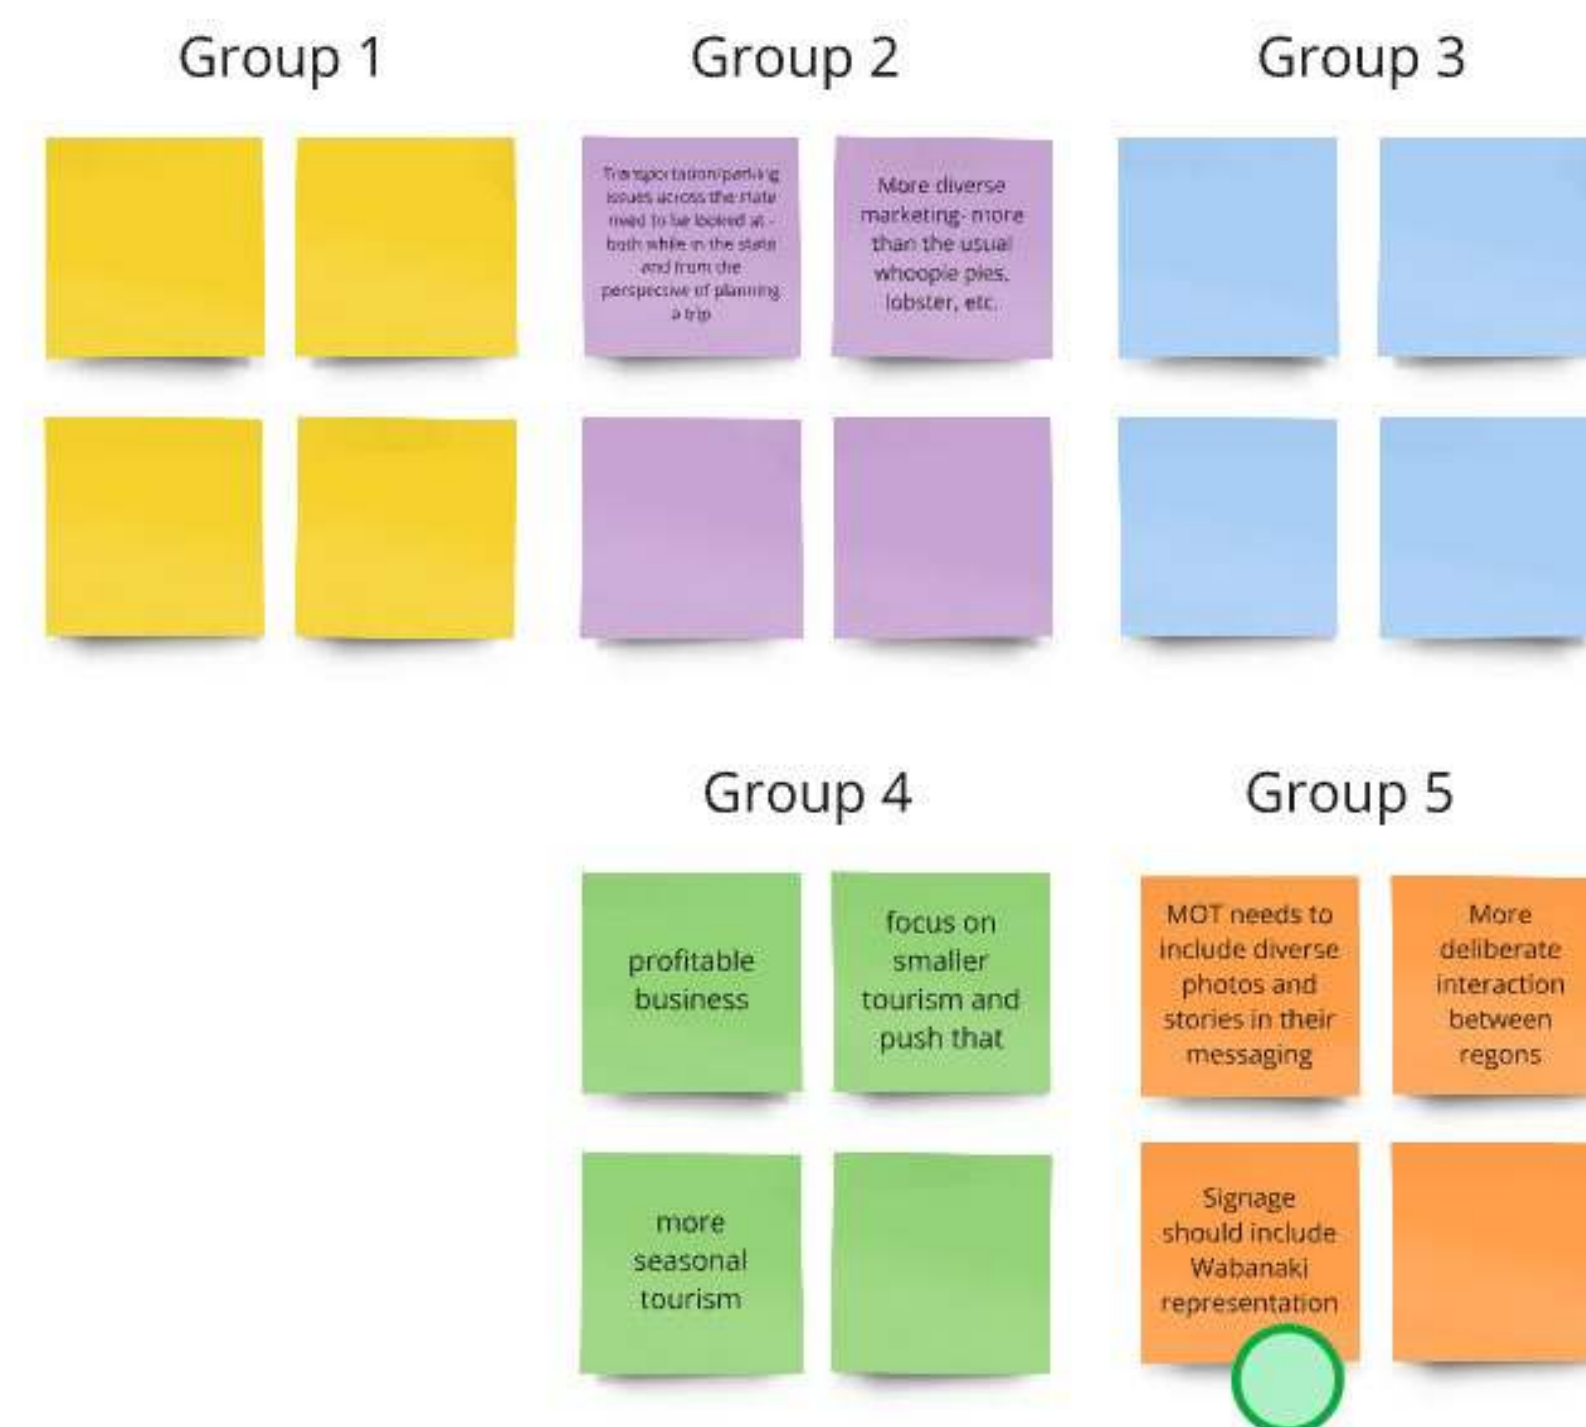 Group 1
Group 2
Group 3
Transportation/parking
issues across the state
need to be looked at -
both while in the state
and from the
perspective of planning
a trip
More diverse
marketing- more
than the usual
whoopie pies,
lobster, etc.
Group 4
Group 5
profitable
business
focus on
smaller
tourism and
push that
more
seasonal
tourism
MOT needs to
include diverse
photos and
stories in their
messaging
More
deliberate
interaction
between
regons
Signage
should include
Wabanaki
representation